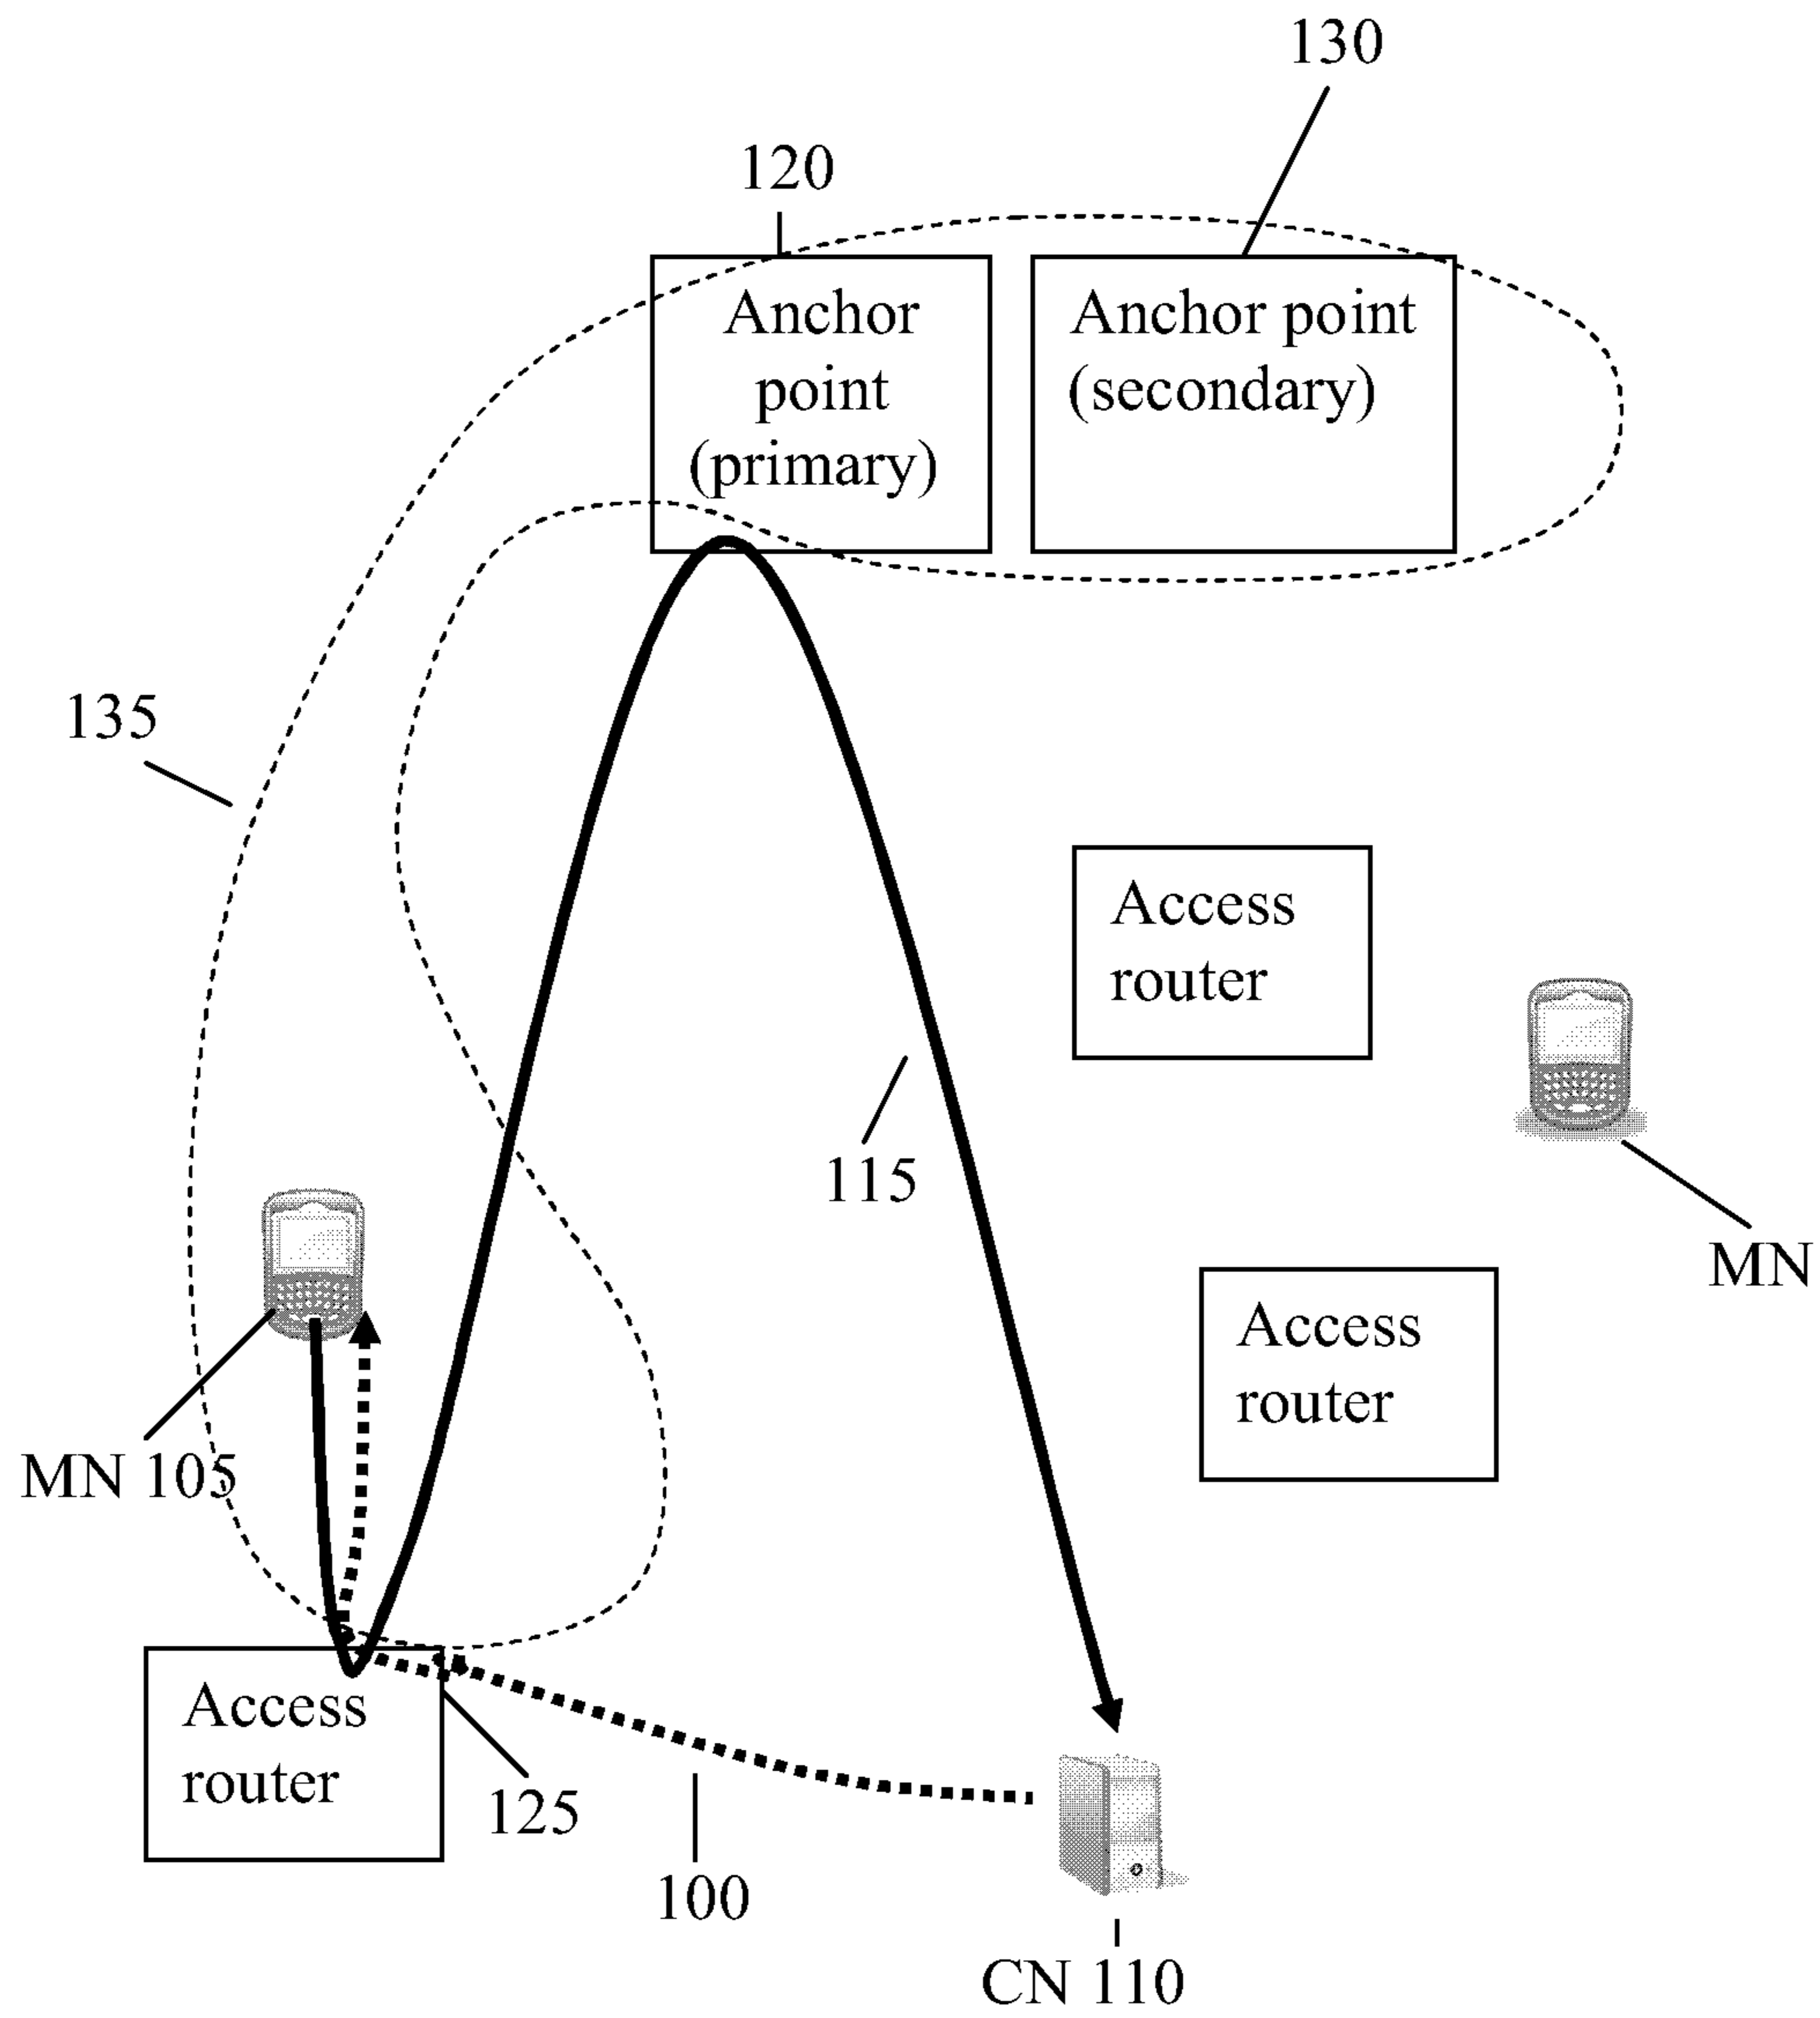 130
120
Anchor
point
(primary)
Anchor point
(secondary)
135
Access
router
115
MN
Access
router
MN 105
Access
router
125
100
CN 110